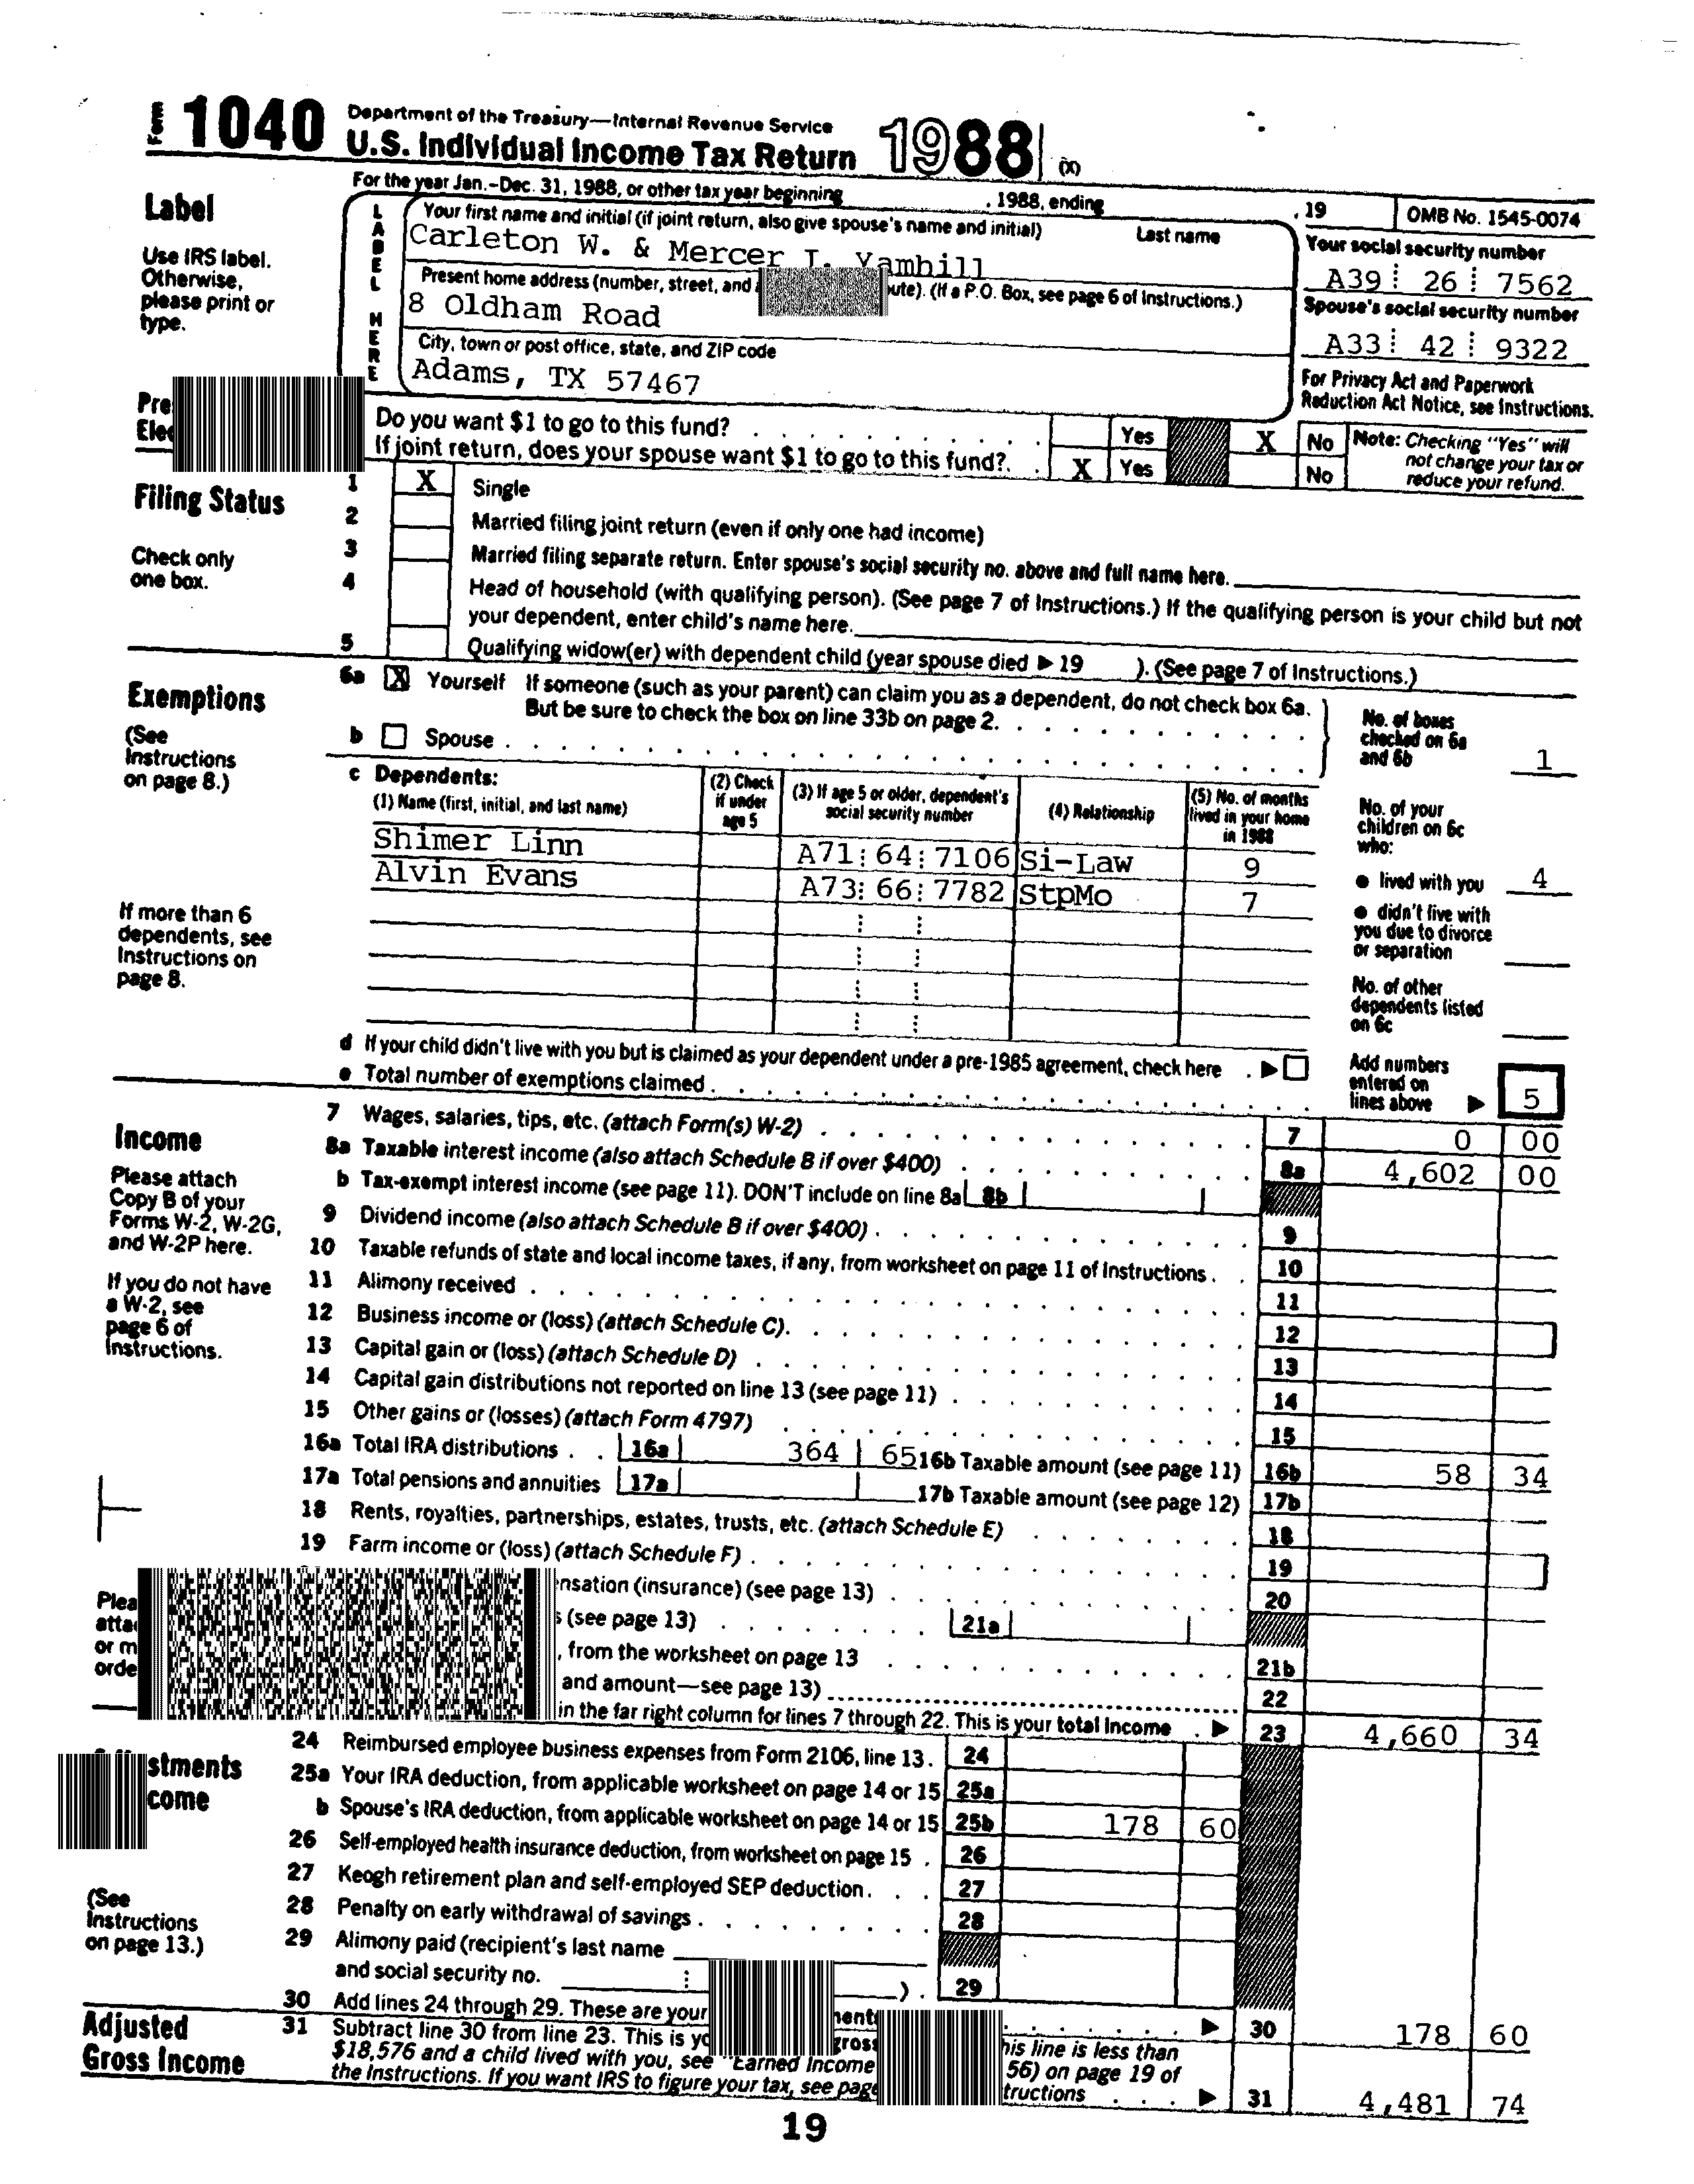 Form 1040 Department of the Treasury—Internal Revenue Service
U.S. Individual Income Tax Return 1988 (X)
For the year Jan.–Dec. 31, 1988, or other tax year beginning , 1988, ending , 19 OMB No. 1545-0074
Label
Use IRS label.
Otherwise,
please print or
type.
LABEL HERE
Your first name and initial (if joint return, also give spouse's name and initial) Last name
Carleton W. & Mercer I. Yamhill
Your social security number
A39 26 7562
Present home address (number, street, and ute). (If a P.O. Box, see page 6 of Instructions.)
8 Oldham Road
Spouse's social security number
A33 42 9322
City, town or post office, state, and ZIP code
Adams, TX 57467
For Privacy Act and Paperwork
Reduction Act Notice, see Instructions.
Pre
Elec
Do you want $1 to go to this fund? Yes X No
If joint return, does your spouse want $1 to go to this fund? X Yes No
Note: Checking "Yes" will
not change your tax or
reduce your refund.
Filing Status
Check only
one box.
1 X Single
2 Married filing joint return (even if only one had income)
3 Married filing separate return. Enter spouse's social security no. above and full name here.
4 Head of household (with qualifying person). (See page 7 of Instructions.) If the qualifying person is your child but not
your dependent, enter child's name here.
5 Qualifying widow(er) with dependent child (year spouse died ▶ 19 ). (See page 7 of Instructions.)
Exemptions
(See
Instructions
on page 8.)
6a X Yourself If someone (such as your parent) can claim you as a dependent, do not check box 6a.
But be sure to check the box on line 33b on page 2.
b Spouse
No. of boxes
checked on 6a
and 6b 1
c Dependents:
(1) Name (first, initial, and last name)
(2) Check
if under
age 5
(3) If age 5 or older, dependent's
social security number
(4) Relationship
(5) No. of months
lived in your home
in 1988
Shimer Linn A71 64 7106 Si-Law 9
Alvin Evans A73 66 7782 StpMo 7
If more than 6
dependents, see
Instructions on
page 8.
No. of your
children on 6c
who:
● lived with you 4
● didn't live with
you due to divorce
or separation
No. of other
dependents listed
on 6c
d If your child didn't live with you but is claimed as your dependent under a pre-1985 agreement, check here . ▶
e Total number of exemptions claimed
Add numbers
entered on
lines above ▶ 5
Income
Please attach
Copy B of your
Forms W-2, W-2G,
and W-2P here.
If you do not have
a W-2, see
page 6 of
Instructions.
7 Wages, salaries, tips, etc. (attach Form(s) W-2) 7 0 00
8a Taxable interest income (also attach Schedule B if over $400) 8a 4,602 00
b Tax-exempt interest income (see page 11). DON'T include on line 8a 8b
9 Dividend income (also attach Schedule B if over $400) 9
10 Taxable refunds of state and local income taxes, if any, from worksheet on page 11 of Instructions 10
11 Alimony received 11
12 Business income or (loss) (attach Schedule C) 12
13 Capital gain or (loss) (attach Schedule D) 13
14 Capital gain distributions not reported on line 13 (see page 11) 14
15 Other gains or (losses) (attach Form 4797) 15
16a Total IRA distributions 16a 364 65 16b Taxable amount (see page 11) 16b 58 34
17a Total pensions and annuities 17a 17b Taxable amount (see page 12) 17b
18 Rents, royalties, partnerships, estates, trusts, etc. (attach Schedule E) 18
19 Farm income or (loss) (attach Schedule F) 19
Plea
atta
or m
orde
nsation (insurance) (see page 13) 20
s (see page 13) 21a
, from the worksheet on page 13 21b
and amount—see page 13) 22
in the far right column for lines 7 through 22. This is your total income . ▶ 23 4,660 34
stments
come
(See
Instructions
on page 13.)
24 Reimbursed employee business expenses from Form 2106, line 13. 24
25a Your IRA deduction, from applicable worksheet on page 14 or 15 25a
b Spouse's IRA deduction, from applicable worksheet on page 14 or 15 25b 178 60
26 Self-employed health insurance deduction, from worksheet on page 15 . 26
27 Keogh retirement plan and self-employed SEP deduction 27
28 Penalty on early withdrawal of savings 28
29 Alimony paid (recipient's last name
and social security no. ) . 29
30 Add lines 24 through 29. These are your ments ▶ 30 178 60
Adjusted
Gross Income
31 Subtract line 30 from line 23. This is yo gross his line is less than
$18,576 and a child lived with you, see "Earned Income 56) on page 19 of
the Instructions. If you want IRS to figure your tax, see page tructions ▶ 31 4,481 74
19